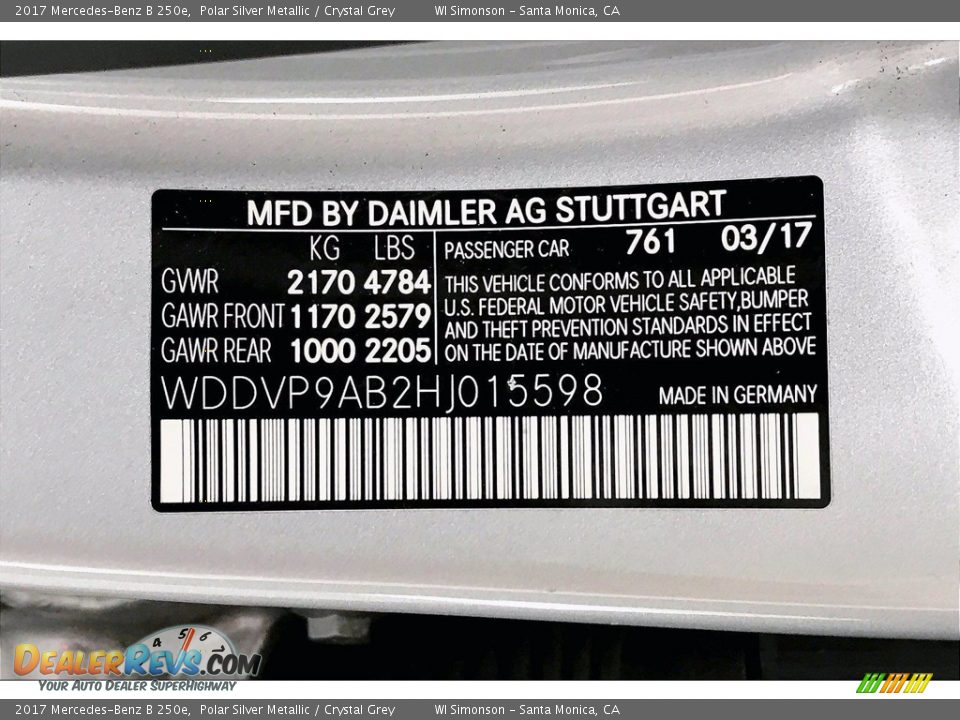 2017 Mercedes-Benz B 250e, Polar Silver Metallic / Crystal Grey WI Simonson - Santa Monica, CA
MFD BY DAIMLER AG STUTTGART
KG LBS PASSENGER CAR 761 03/17
GVWR 2170 4784
GAWR FRONT 1170 2579
GAWR REAR 1000 2205
THIS VEHICLE CONFORMS TO ALL APPLICABLE
U.S. FEDERAL MOTOR VEHICLE SAFETY,BUMPER
AND THEFT PREVENTION STANDARDS IN EFFECT
ON THE DATE OF MANUFACTURE SHOWN ABOVE
WDDVP9AB2HJ015598 MADE IN GERMANY
4 5 6
DEALERREVS.COM
YOUR AUTO DEALER SUPERHIGHWAY
2017 Mercedes-Benz B 250e, Polar Silver Metallic / Crystal Grey WI Simonson - Santa Monica, CA